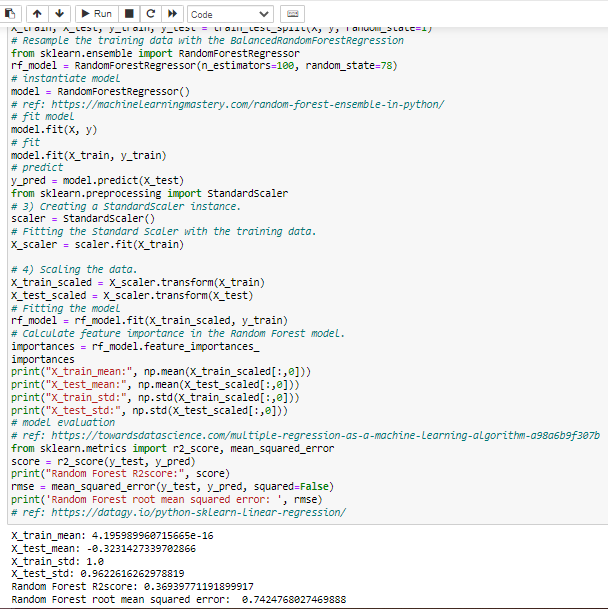 Run
Code
X_train, X_test, y_train, y_test = train_test_split(X, y, random_state=1)
# Resample the training data with the BalancedRandomForestRegression
from sklearn.ensemble import RandomForestRegressor
rf_model = RandomForestRegressor(n_estimators=100, random_state=78)
# instantiate model
model = RandomForestRegressor()
# ref: https://machinelearningmastery.com/random-forest-ensemble-in-python/
# fit model
model.fit(X, y)
# fit
model.fit(X_train, y_train)
# predict
y_pred = model.predict(X_test)
from sklearn.preprocessing import StandardScaler
# 3) Creating a StandardScaler instance.
scaler = StandardScaler()
# Fitting the Standard Scaler with the training data.
X_scaler = scaler.fit(X_train)
# 4) Scaling the data.
X_train_scaled = X_scaler.transform(X_train)
X_test_scaled = X_scaler.transform(X_test)
# Fitting the model
rf_model = rf_model.fit(X_train_scaled, y_train)
# Calculate feature importance in the Random Forest model.
importances = rf_model.feature_importances_
importances
print("X_train_mean:", np.mean(X_train_scaled[:,0]))
print("X_test_mean:", np.mean(X_test_scaled[:,0]))
print("X_train_std:", np.std(X_train_scaled[:,0]))
print("X_test_std:", np.std(X_test_scaled[:,0]))
# model evaluation
# ref: https://towardsdatascience.com/multiple-regression-as-a-machine-learning-algorithm-a98a6b9f307b
from sklearn.metrics import r2_score, mean_squared_error
score = r2_score(y_test, y_pred)
print("Random Forest R2score:", score)
rmse = mean_squared_error(y_test, y_pred, squared=False)
print('Random Forest root mean squared error: ', rmse)
# ref: https://datagy.io/python-sklearn-linear-regression/
X_train_mean: 4.195989960715665e-16
X_test_mean: -0.3231427339702866
X_train_std: 1.0
X_test_std: 0.9622616262978819
Random Forest R2score: 0.36939771191899917
Random Forest root mean squared error:  0.7424768027469888